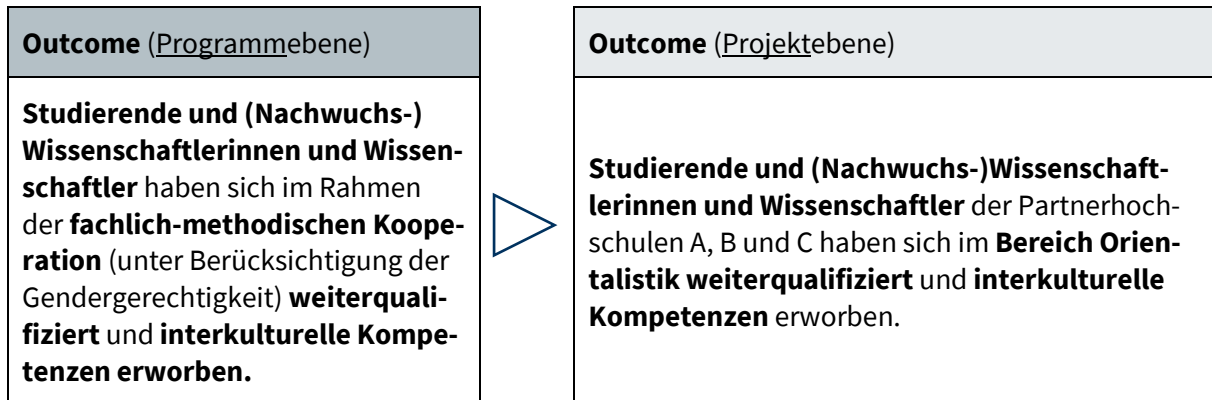 Outcome (Programmebene)
Studierende und (Nachwuchs-)
Wissenschaftlerinnen und Wissen-
schaftler haben sich im Rahmen
der fachlich-methodischen Koope-
ration (unter Berücksichtigung der
Gendergerechtigkeit) weiterquali-
fiziert und interkulturelle Kompe-
tenzen erworben.
Outcome (Projektebene)
Studierende und (Nachwuchs-)Wissenschaft-
lerinnen und Wissenschaftler der Partnerhoch-
schulen A, B und C haben sich im Bereich Orien-
talistik weiterqualifiziert und interkulturelle
Kompetenzen erworben.